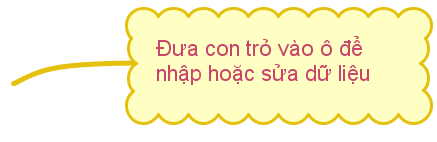 Đưa con trỏ vào ô để
nhập hoặc sửa dữ liệu